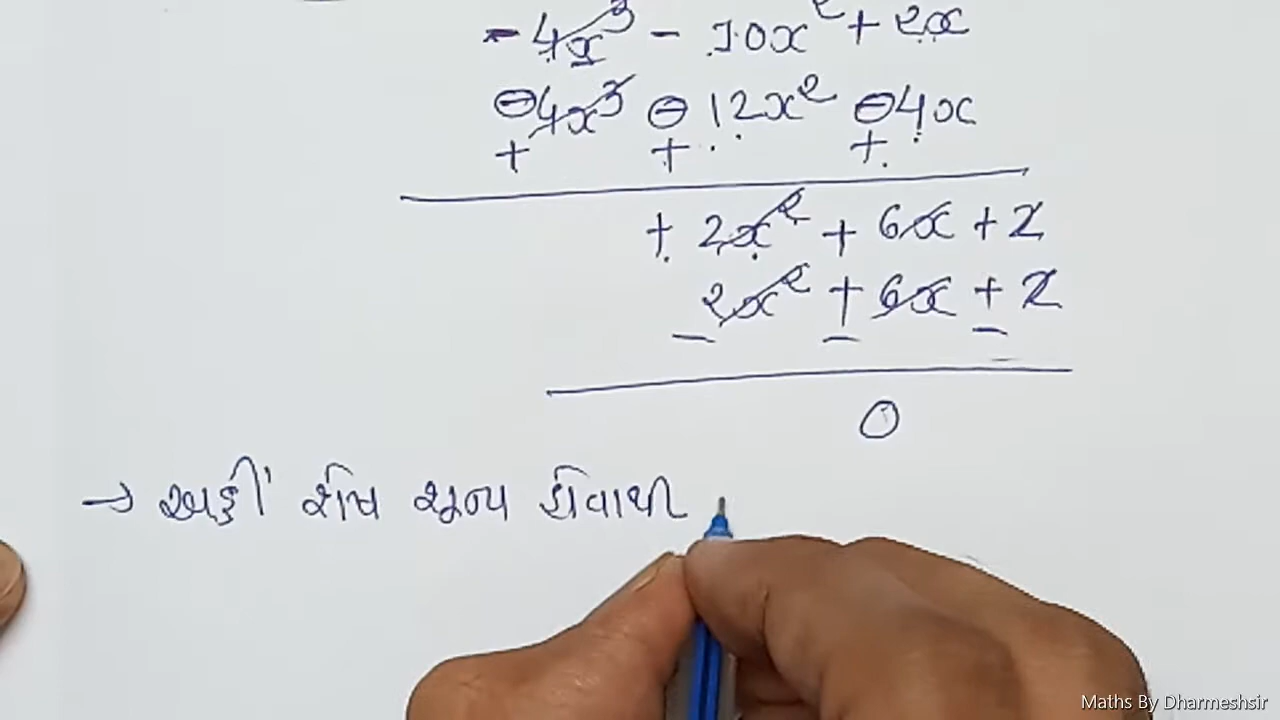 - 4x³ - 10x² + 2x
⊖4x³ ⊖ 12x² ⊖4x
+ + +
+ 2x² + 6x + 2
2x² + 6x + 2
- - -
0
→ અહીં શેષ શૂન્ય હોવાથી
Maths By Dharmeshsir